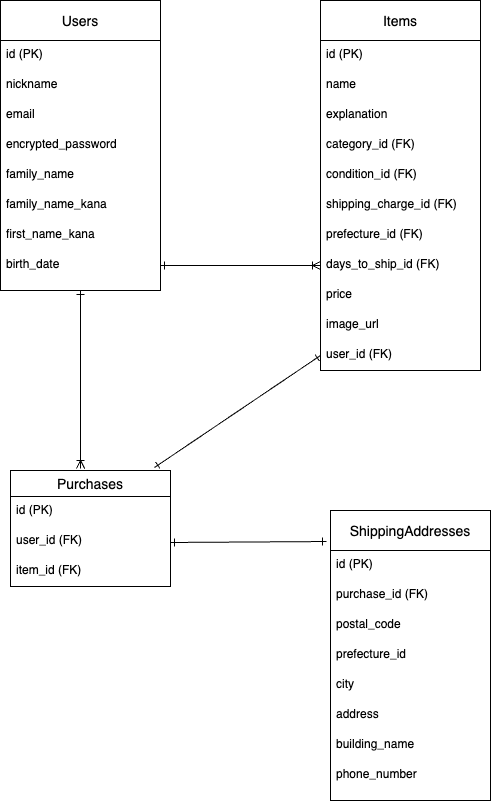 Users
id (PK)
nickname
email
encrypted_password
family_name
family_name_kana
first_name_kana
birth_date
Items
id (PK)
name
explanation
category_id (FK)
condition_id (FK)
shipping_charge_id (FK)
prefecture_id (FK)
days_to_ship_id (FK)
price
image_url
user_id (FK)
Purchases
id (PK)
user_id (FK)
item_id (FK)
ShippingAddresses
id (PK)
purchase_id (FK)
postal_code
prefecture_id
city
address
building_name
phone_number